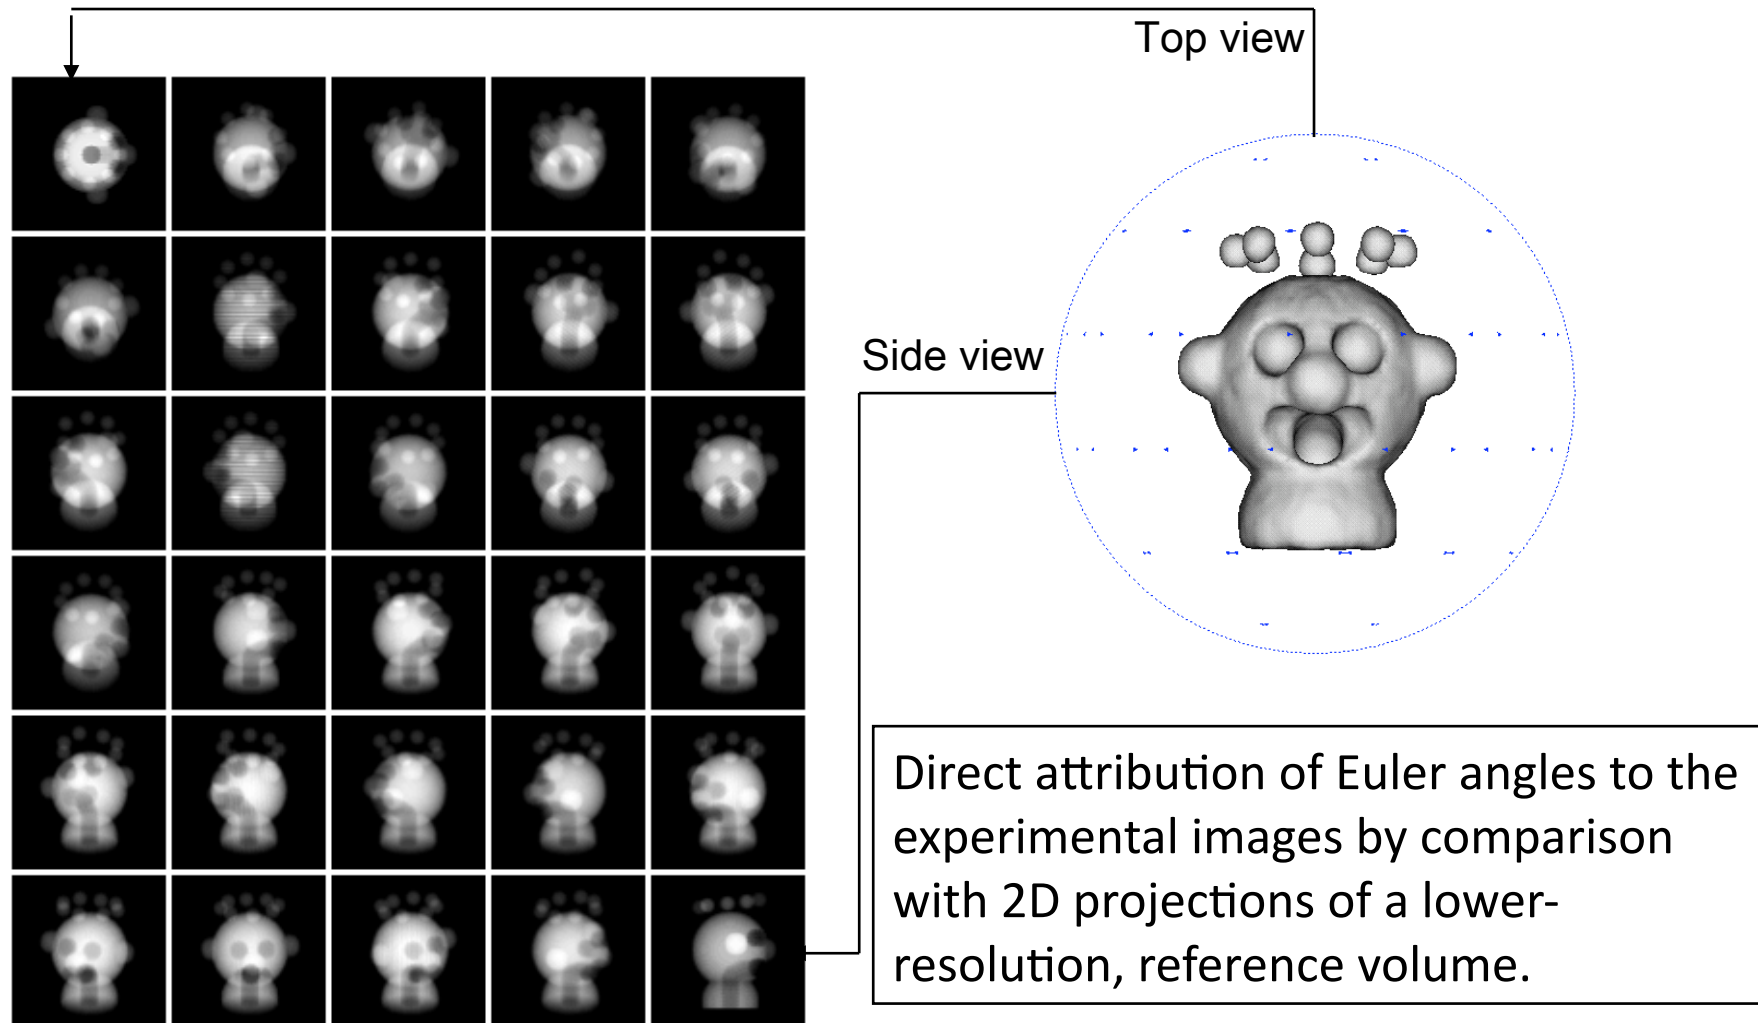 Top view
Side view
Direct attribution of Euler angles to the
experimental images by comparison
with 2D projections of a lower-
resolution, reference volume.